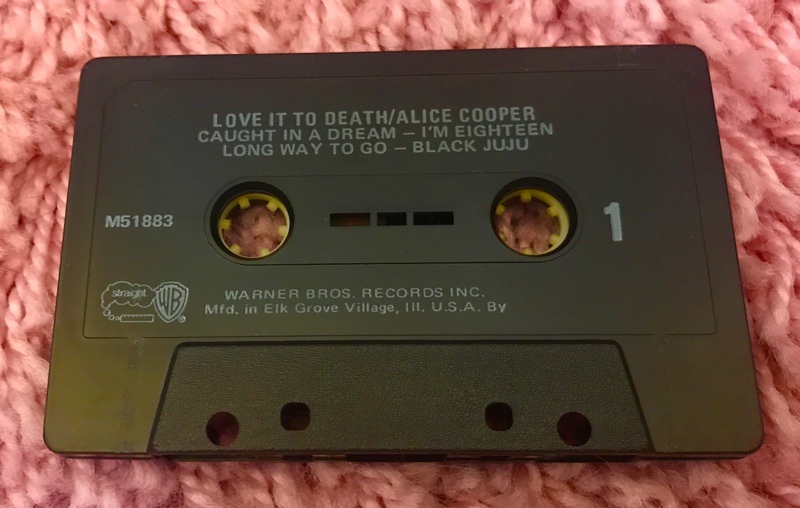 LOVE IT TO DEATH/ALICE COOPER
CAUGHT IN A DREAM – I'M EIGHTEEN
LONG WAY TO GO – BLACK JUJU
M51883
1
straight
WB
WARNER BROS. RECORDS INC.
Mfd. in Elk Grove Village, Ill. U.S.A. By